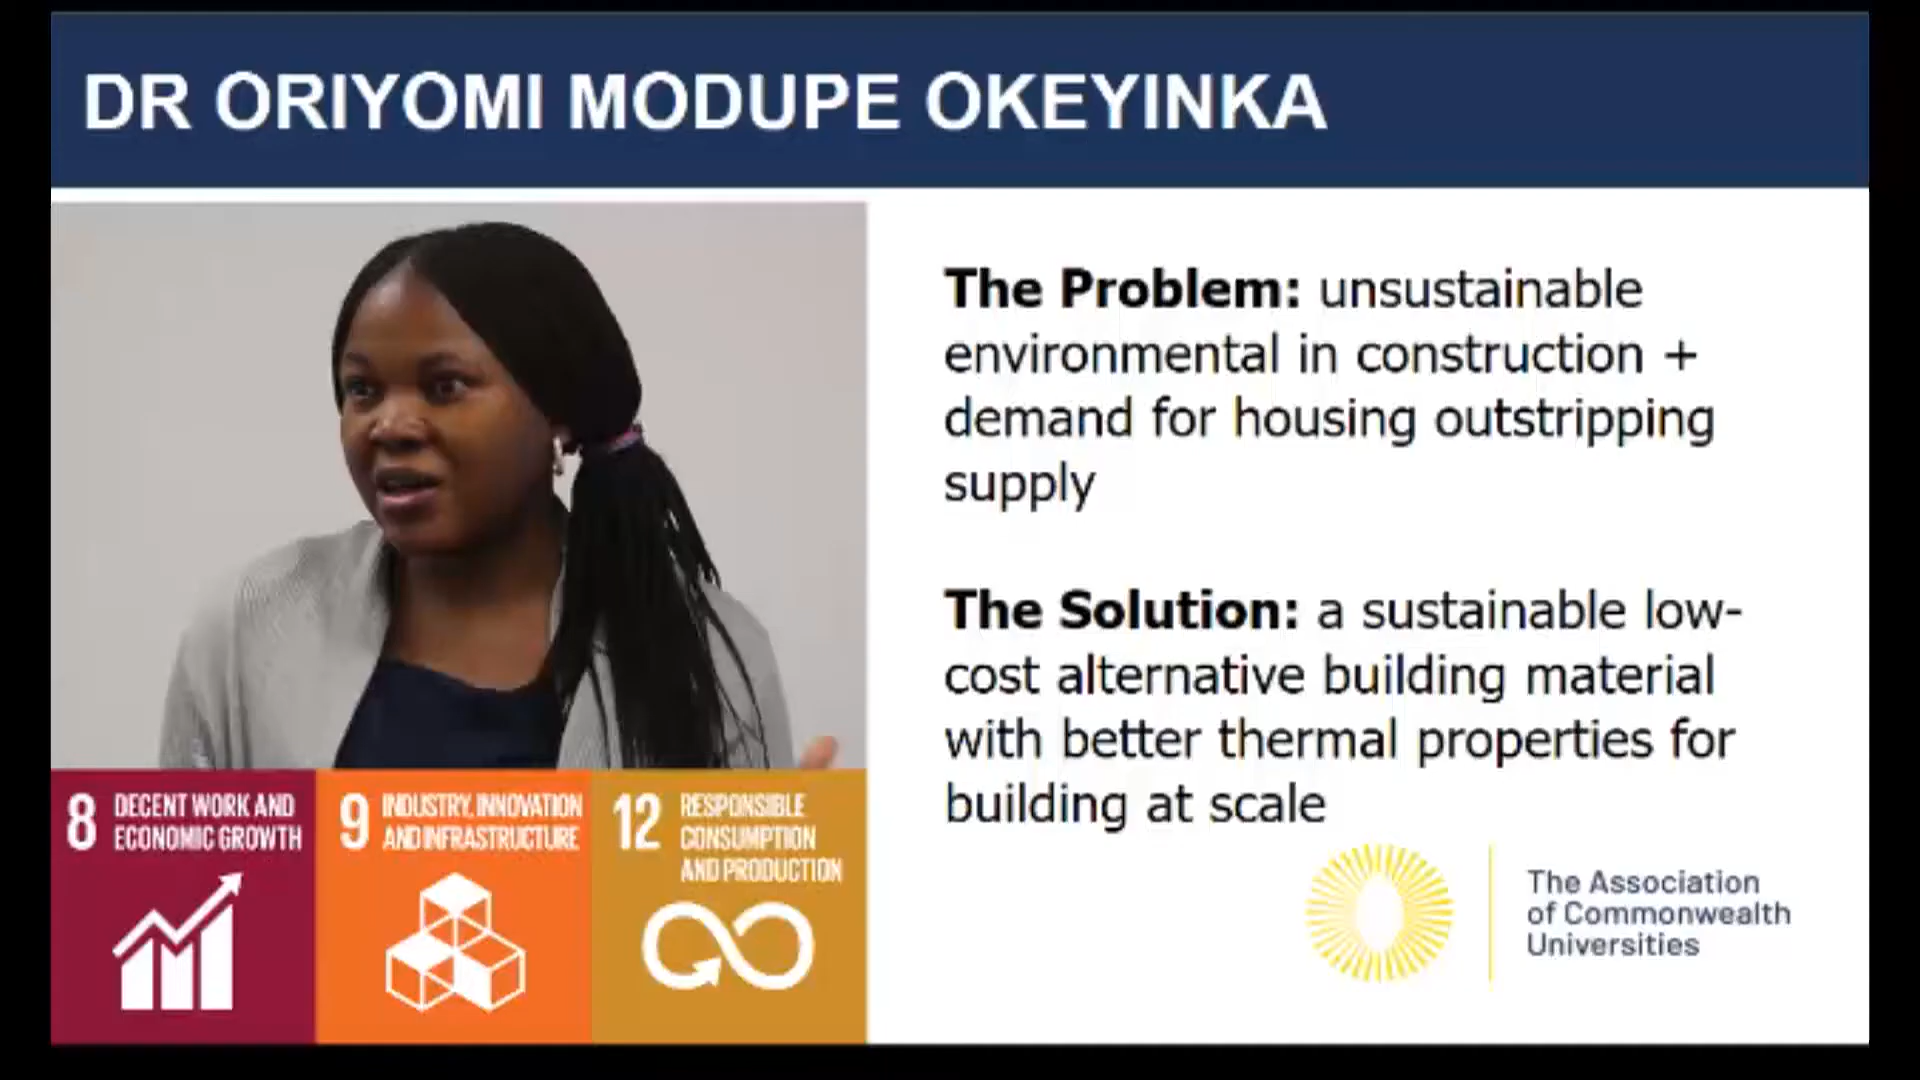 DR ORIYOMI MODUPE OKEYINKA
The Problem: unsustainable
environmental in construction +
demand for housing outstripping
supply
The Solution: a sustainable low-
cost alternative building material
with better thermal properties for
building at scale
8 DECENT WORK AND
ECONOMIC GROWTH
9 INDUSTRY, INNOVATION
AND INFRASTRUCTURE
12 RESPONSIBLE
CONSUMPTION
AND PRODUCTION
The Association
of Commonwealth
Universities